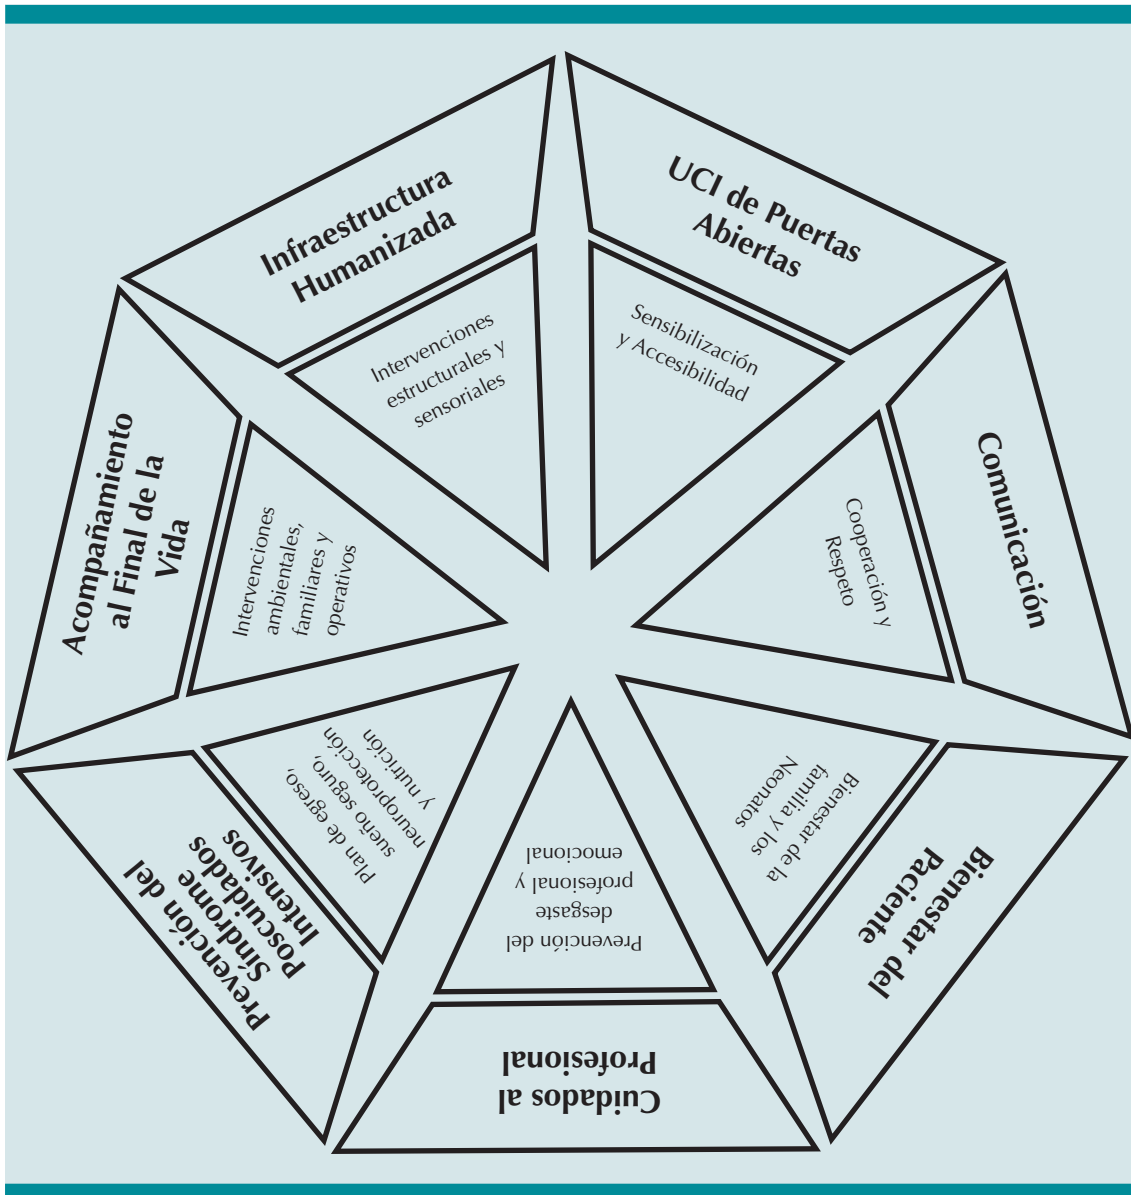 UCI de Puertas
Abiertas
Sensibilización
y Accesibilidad
Comunicación
Cooperación y
Respeto
Bienestar del
Paciente
Bienestar de la
familia y los
Neonatos
Cuidados al
Profesional
Prevención del
desgaste
profesional y
emocional
Prevención del
Síndrome
Poscuidados
Intensivos
Plan de egreso,
sueño seguro,
neuroprotección
y nutrición
Acompañamiento
al Final de la
Vida
Intervenciones
ambientales,
familiares y
operativos
Infraestructura
Humanizada
Intervenciones
estructurales y
sensoriales